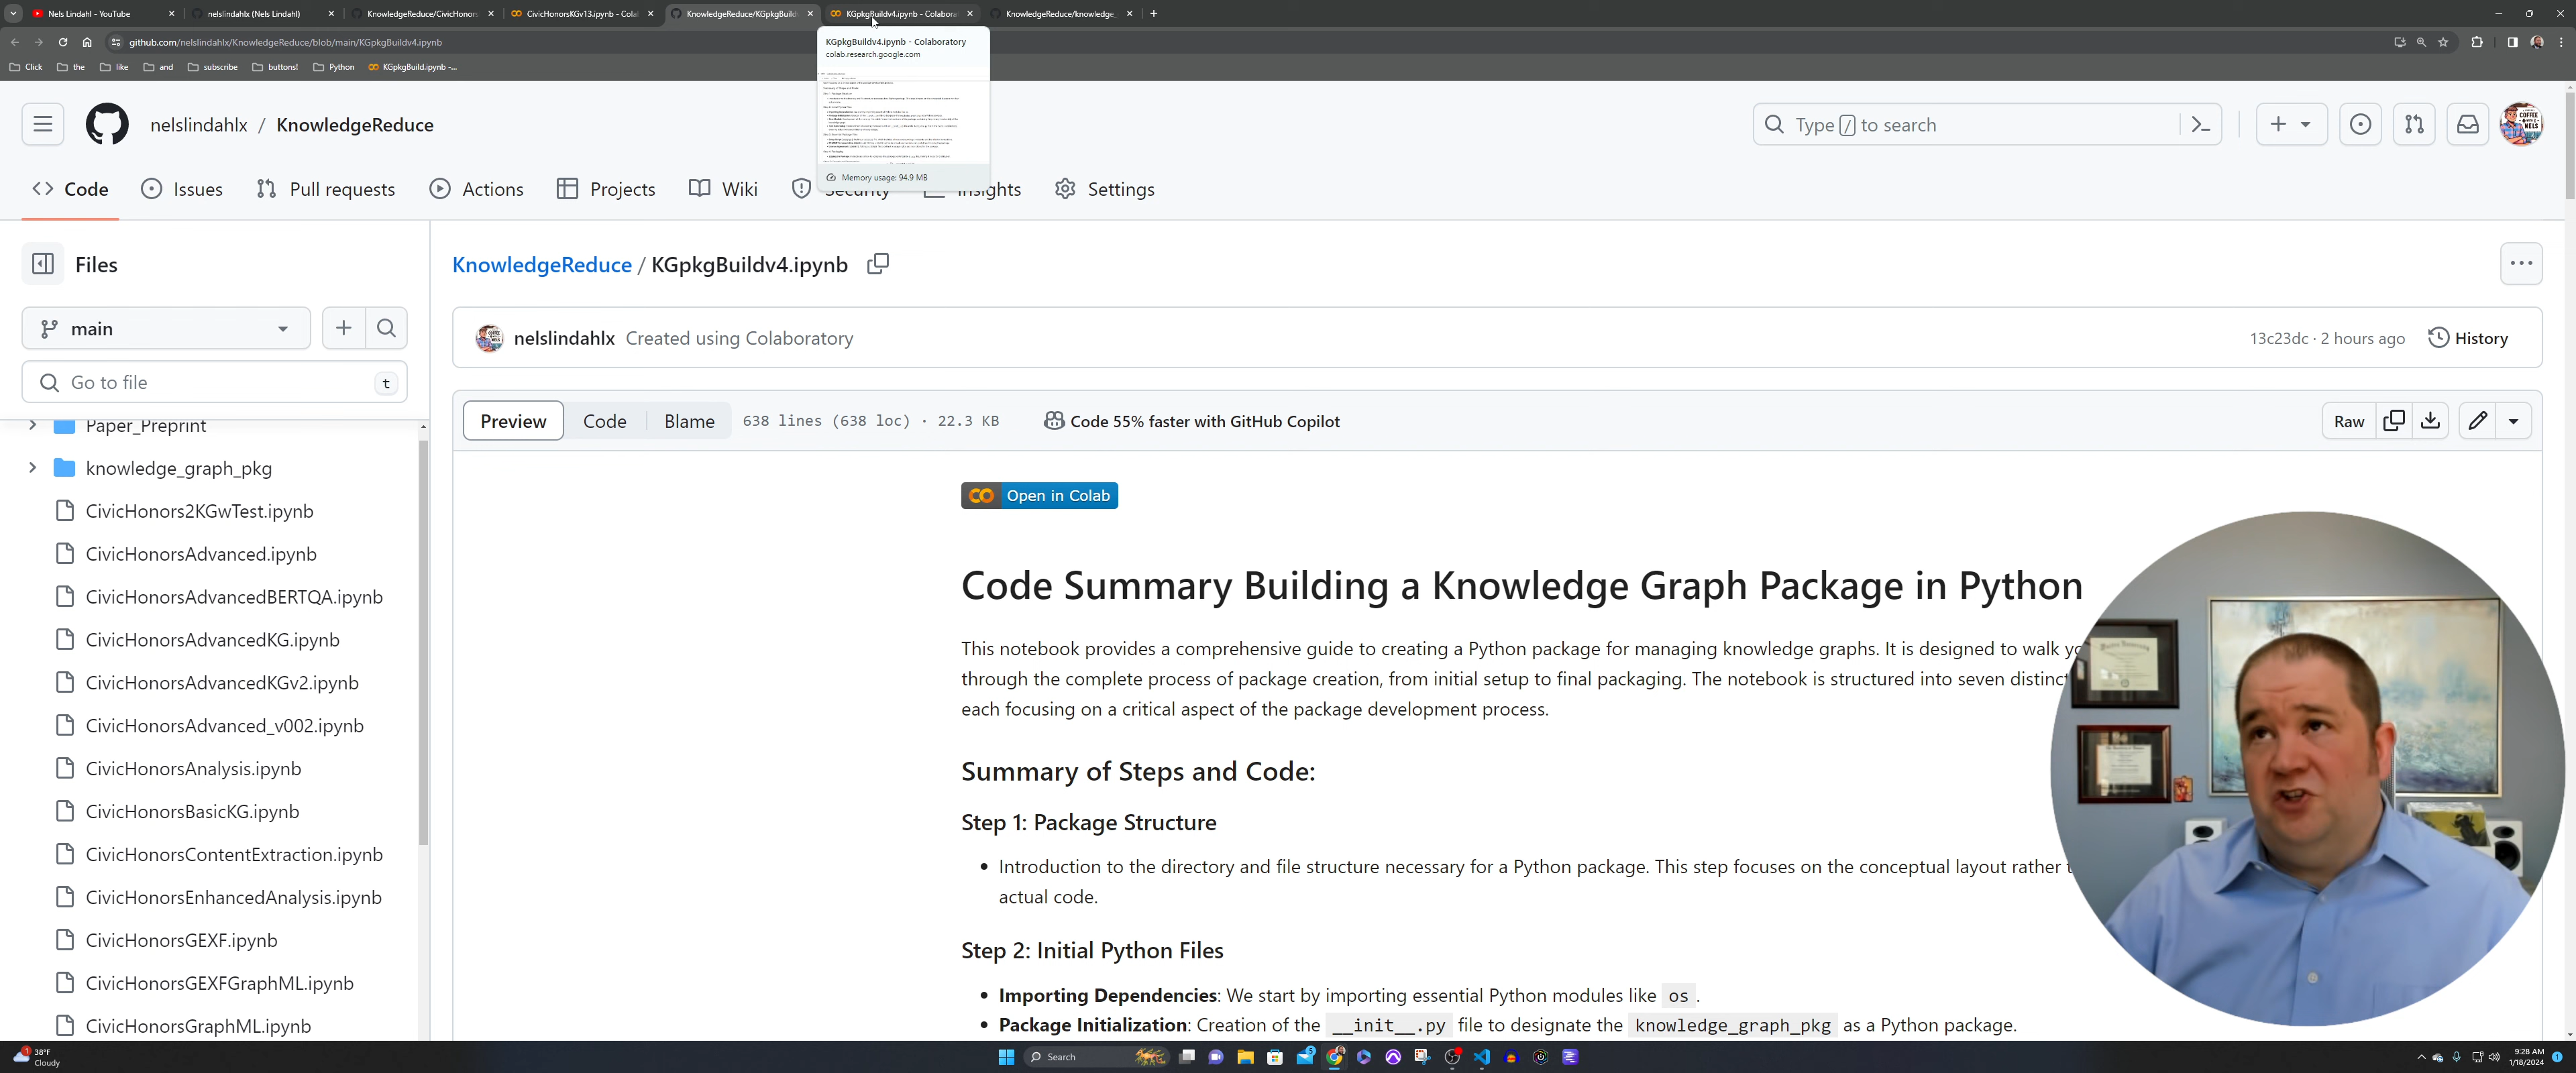 Nels Lindahl - YouTube
nelslindahlx (Nels Lindahl)
KnowledgeReduce/CivicHonors
CivicHonorsKGv13.ipynb - Cola
KnowledgeReduce/KGpkgBuild
KGpkgBuildv4.ipynb - Colabora
KnowledgeReduce/knowledge_
github.com/nelslindahlx/KnowledgeReduce/blob/main/KGpkgBuildv4.ipynb
Click
the
like
and
subscribe
buttons!
Python
KGpkgBuild.ipynb -...
KGpkgBuildv4.ipynb - Colaboratory
colab.research.google.com
Memory usage: 94.9 MB
nelslindahlx / KnowledgeReduce
Type / to search
COFFEE
WITH
NELS
Code
Issues
Pull requests
Actions
Projects
Wiki
Security
Insights
Settings
Files
main
Go to file
t
Paper_Preprint
knowledge_graph_pkg
CivicHonors2KGwTest.ipynb
CivicHonorsAdvanced.ipynb
CivicHonorsAdvancedBERTQA.ipynb
CivicHonorsAdvancedKG.ipynb
CivicHonorsAdvancedKGv2.ipynb
CivicHonorsAdvanced_v002.ipynb
CivicHonorsAnalysis.ipynb
CivicHonorsBasicKG.ipynb
CivicHonorsContentExtraction.ipynb
CivicHonorsEnhancedAnalysis.ipynb
CivicHonorsGEXF.ipynb
CivicHonorsGEXFGraphML.ipynb
CivicHonorsGraphML.ipynb
KnowledgeReduce / KGpkgBuildv4.ipynb
nelslindahlx Created using Colaboratory
13c23dc · 2 hours ago
History
Preview
Code
Blame
638 lines (638 loc) · 22.3 KB
Code 55% faster with GitHub Copilot
Raw
Open in Colab
Code Summary Building a Knowledge Graph Package in Python
This notebook provides a comprehensive guide to creating a Python package for managing knowledge graphs. It is designed to walk
through the complete process of package creation, from initial setup to final packaging. The notebook is structured into seven distinct
each focusing on a critical aspect of the package development process.
Summary of Steps and Code:
Step 1: Package Structure
• Introduction to the directory and file structure necessary for a Python package. This step focuses on the conceptual layout rather
actual code.
Step 2: Initial Python Files
• Importing Dependencies: We start by importing essential Python modules like os .
• Package Initialization: Creation of the __init__.py file to designate the knowledge_graph_pkg as a Python package.
38°F
Cloudy
Search
9:28 AM
1/18/2024